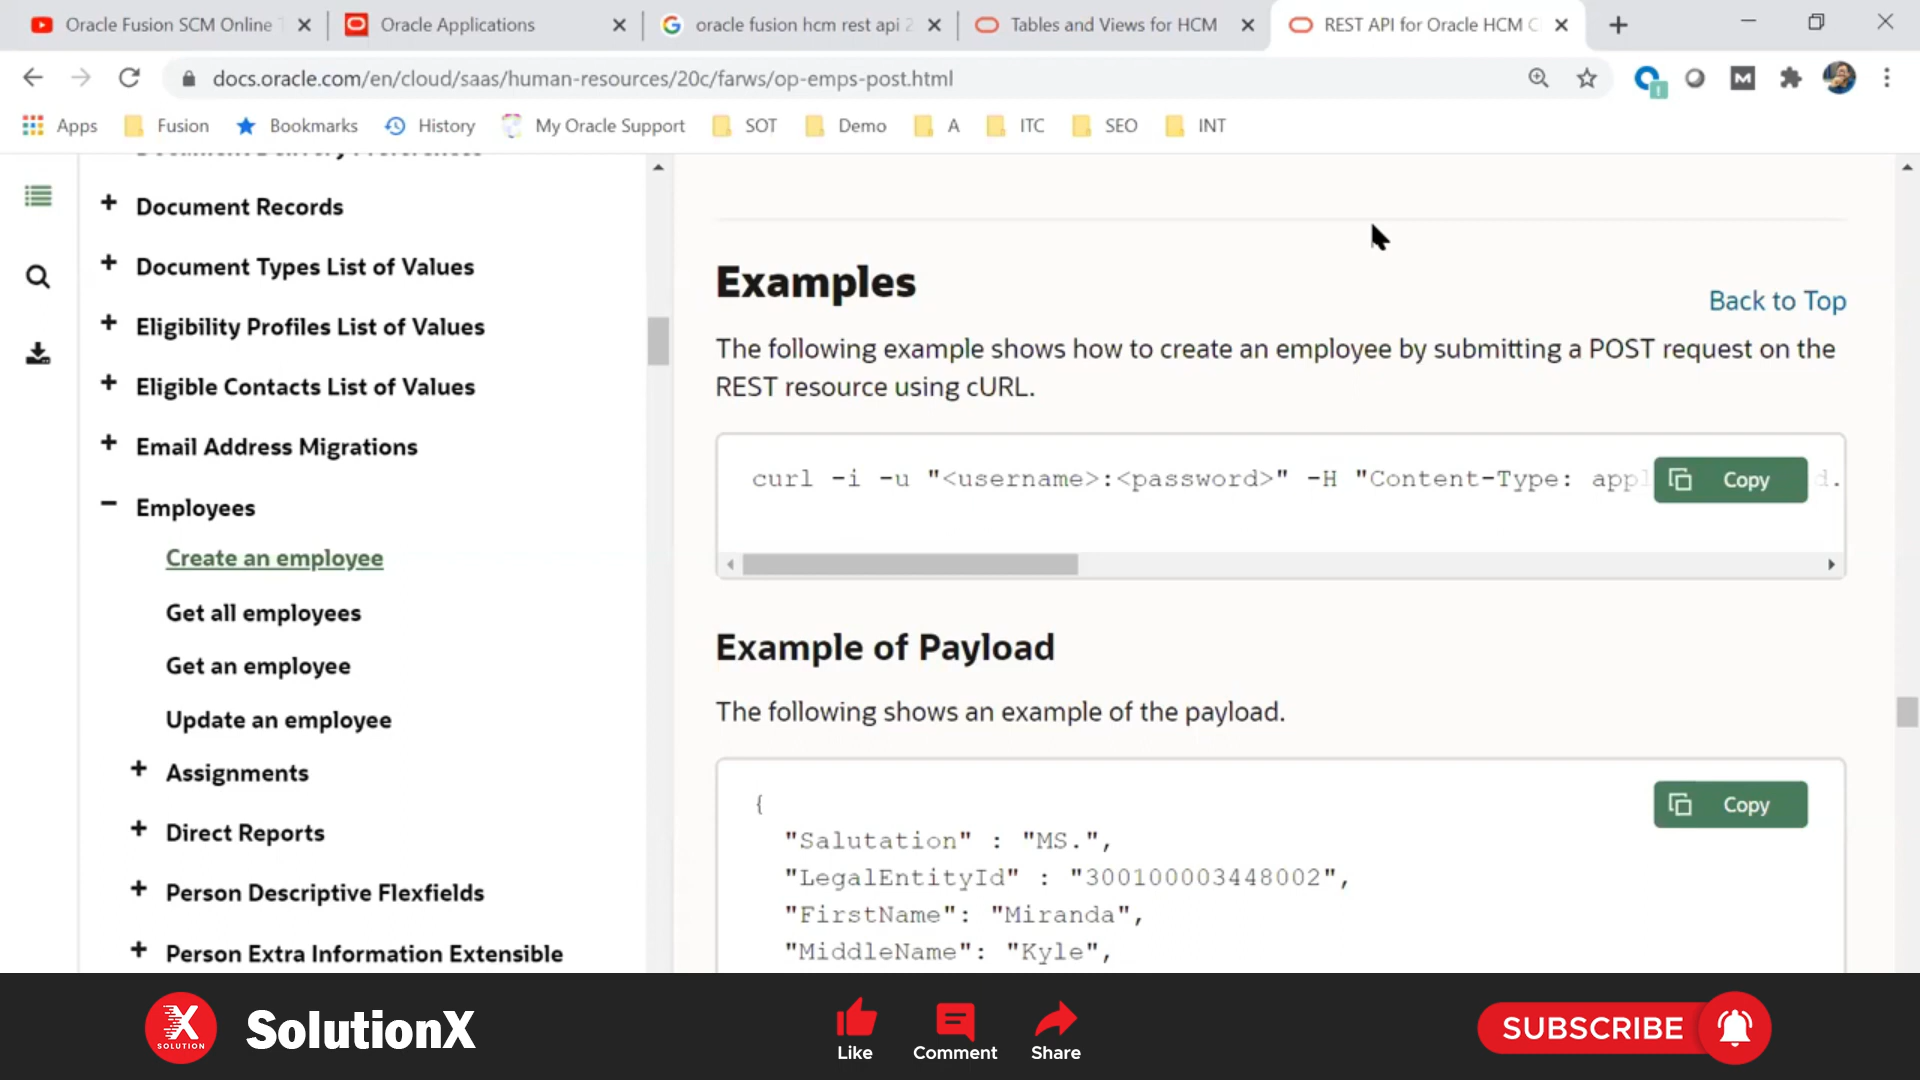 Oracle Fusion SCM Online
Oracle Applications
oracle fusion hcm rest api 2
Tables and Views for HCM
REST API for Oracle HCM C
docs.oracle.com/en/cloud/saas/human-resources/20c/farws/op-emps-post.html
Apps
Fusion
Bookmarks
History
My Oracle Support
SOT
Demo
A
ITC
SEO
INT
+ Document Records
+ Document Types List of Values
+ Eligibility Profiles List of Values
+ Eligible Contacts List of Values
+ Email Address Migrations
− Employees
Create an employee
Get all employees
Get an employee
Update an employee
+ Assignments
+ Direct Reports
+ Person Descriptive Flexfields
+ Person Extra Information Extensible
Examples
Back to Top
The following example shows how to create an employee by submitting a POST request on the
REST resource using cURL.
curl -i -u "<username>:<password>" -H "Content-Type: appl
Copy
d.
Example of Payload
The following shows an example of the payload.
{
Copy
"Salutation" : "MS.",
"LegalEntityId" : "300100003448002",
"FirstName": "Miranda",
"MiddleName": "Kyle",
X
SOLUTION
SolutionX
Like
Comment
Share
SUBSCRIBE